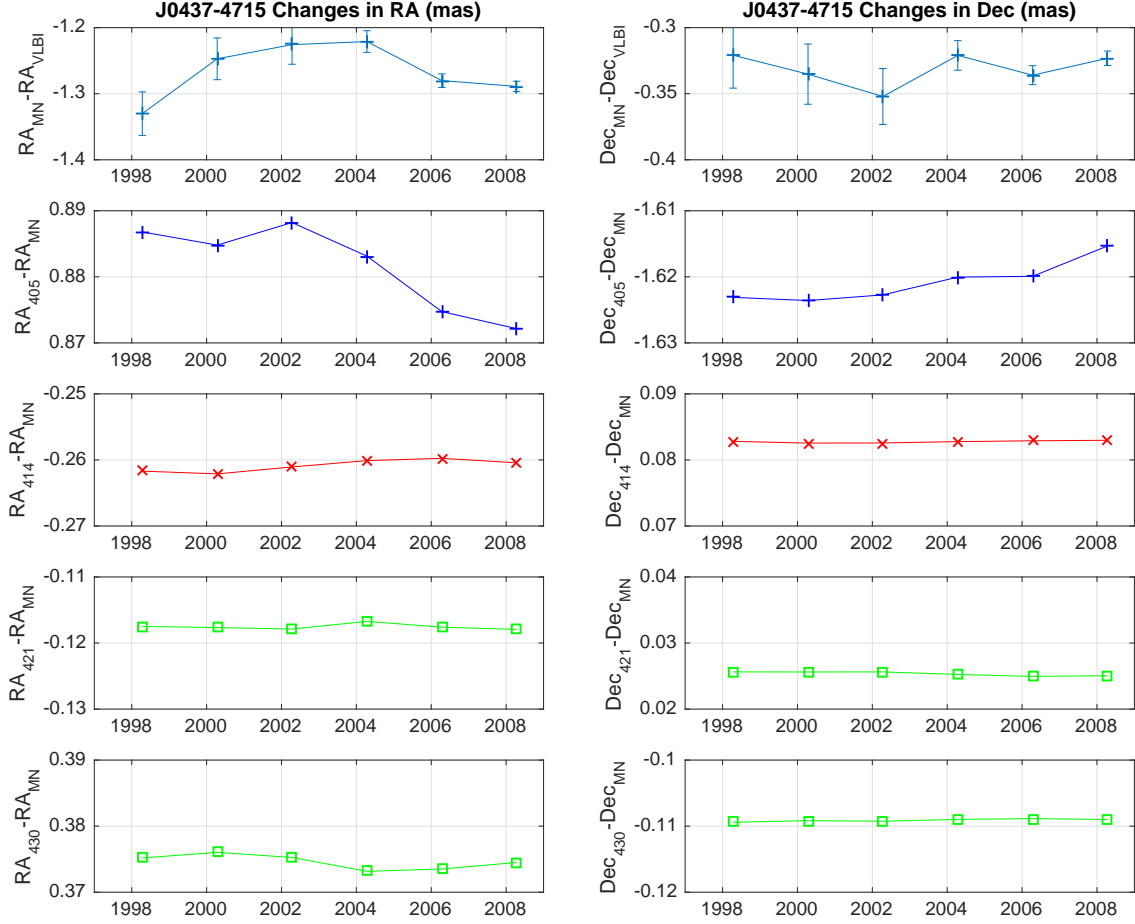 J0437-4715 Changes in RA (mas)
-1.2
-1.3
-1.4
RA_MN-RA_VLBI
1998 2000 2002 2004 2006 2008
0.89
0.88
0.87
RA_405-RA_MN
1998 2000 2002 2004 2006 2008
-0.25
-0.26
-0.27
RA_414-RA_MN
1998 2000 2002 2004 2006 2008
-0.11
-0.12
-0.13
RA_421-RA_MN
1998 2000 2002 2004 2006 2008
0.39
0.38
0.37
RA_430-RA_MN
1998 2000 2002 2004 2006 2008
J0437-4715 Changes in Dec (mas)
-0.3
-0.35
-0.4
Dec_MN-Dec_VLBI
1998 2000 2002 2004 2006 2008
-1.61
-1.62
-1.63
Dec_405-Dec_MN
1998 2000 2002 2004 2006 2008
0.09
0.08
0.07
Dec_414-Dec_MN
1998 2000 2002 2004 2006 2008
0.04
0.03
0.02
Dec_421-Dec_MN
1998 2000 2002 2004 2006 2008
-0.1
-0.11
-0.12
Dec_430-Dec_MN
1998 2000 2002 2004 2006 2008